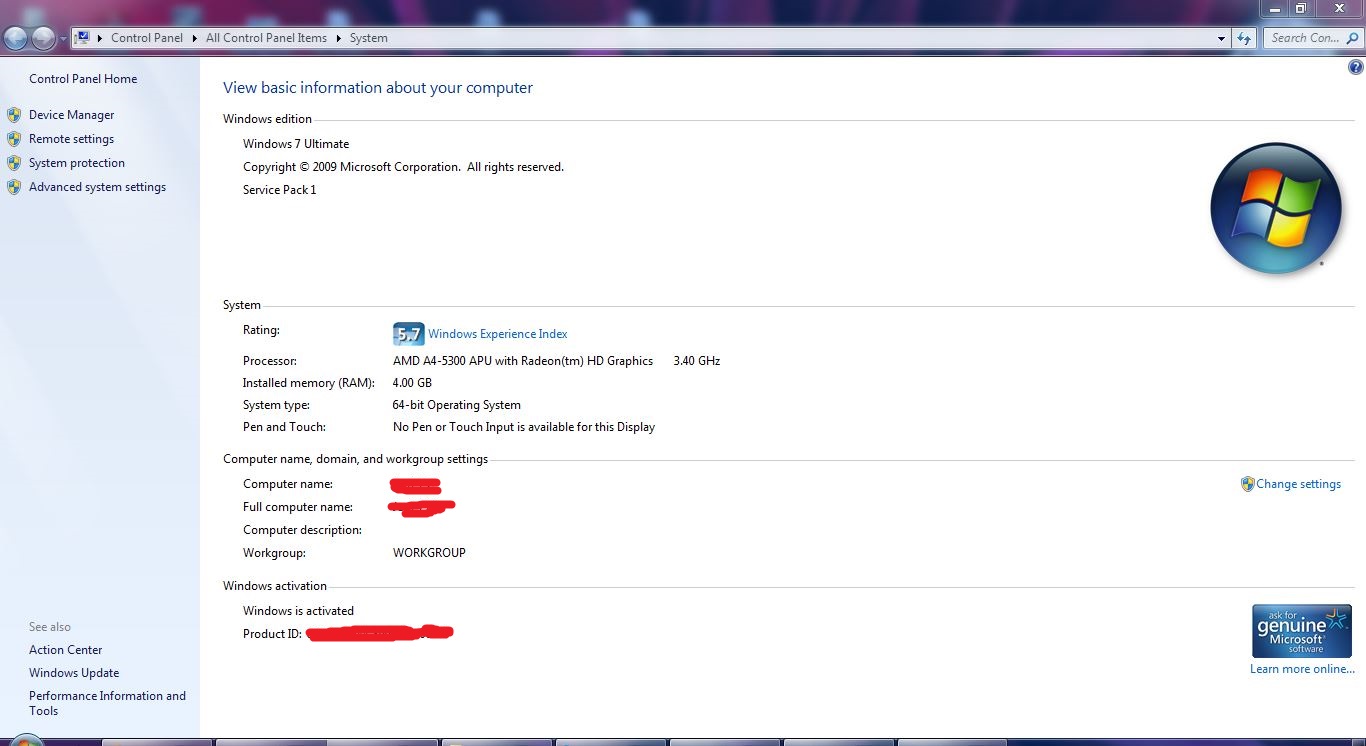 Control Panel All Control Panel Items System
Search Con...
Control Panel Home
Device Manager
Remote settings
System protection
Advanced system settings
See also
Action Center
Windows Update
Performance Information and
Tools
View basic information about your computer
Windows edition
Windows 7 Ultimate
Copyright © 2009 Microsoft Corporation. All rights reserved.
Service Pack 1
System
Rating: 5.7 Windows Experience Index
Processor: AMD A4-5300 APU with Radeon(tm) HD Graphics 3.40 GHz
Installed memory (RAM): 4.00 GB
System type: 64-bit Operating System
Pen and Touch: No Pen or Touch Input is available for this Display
Computer name, domain, and workgroup settings
Computer name:
Change settings
Full computer name:
Computer description:
Workgroup: WORKGROUP
Windows activation
Windows is activated
Product ID:
ask for
genuine
Microsoft
software
Learn more online...